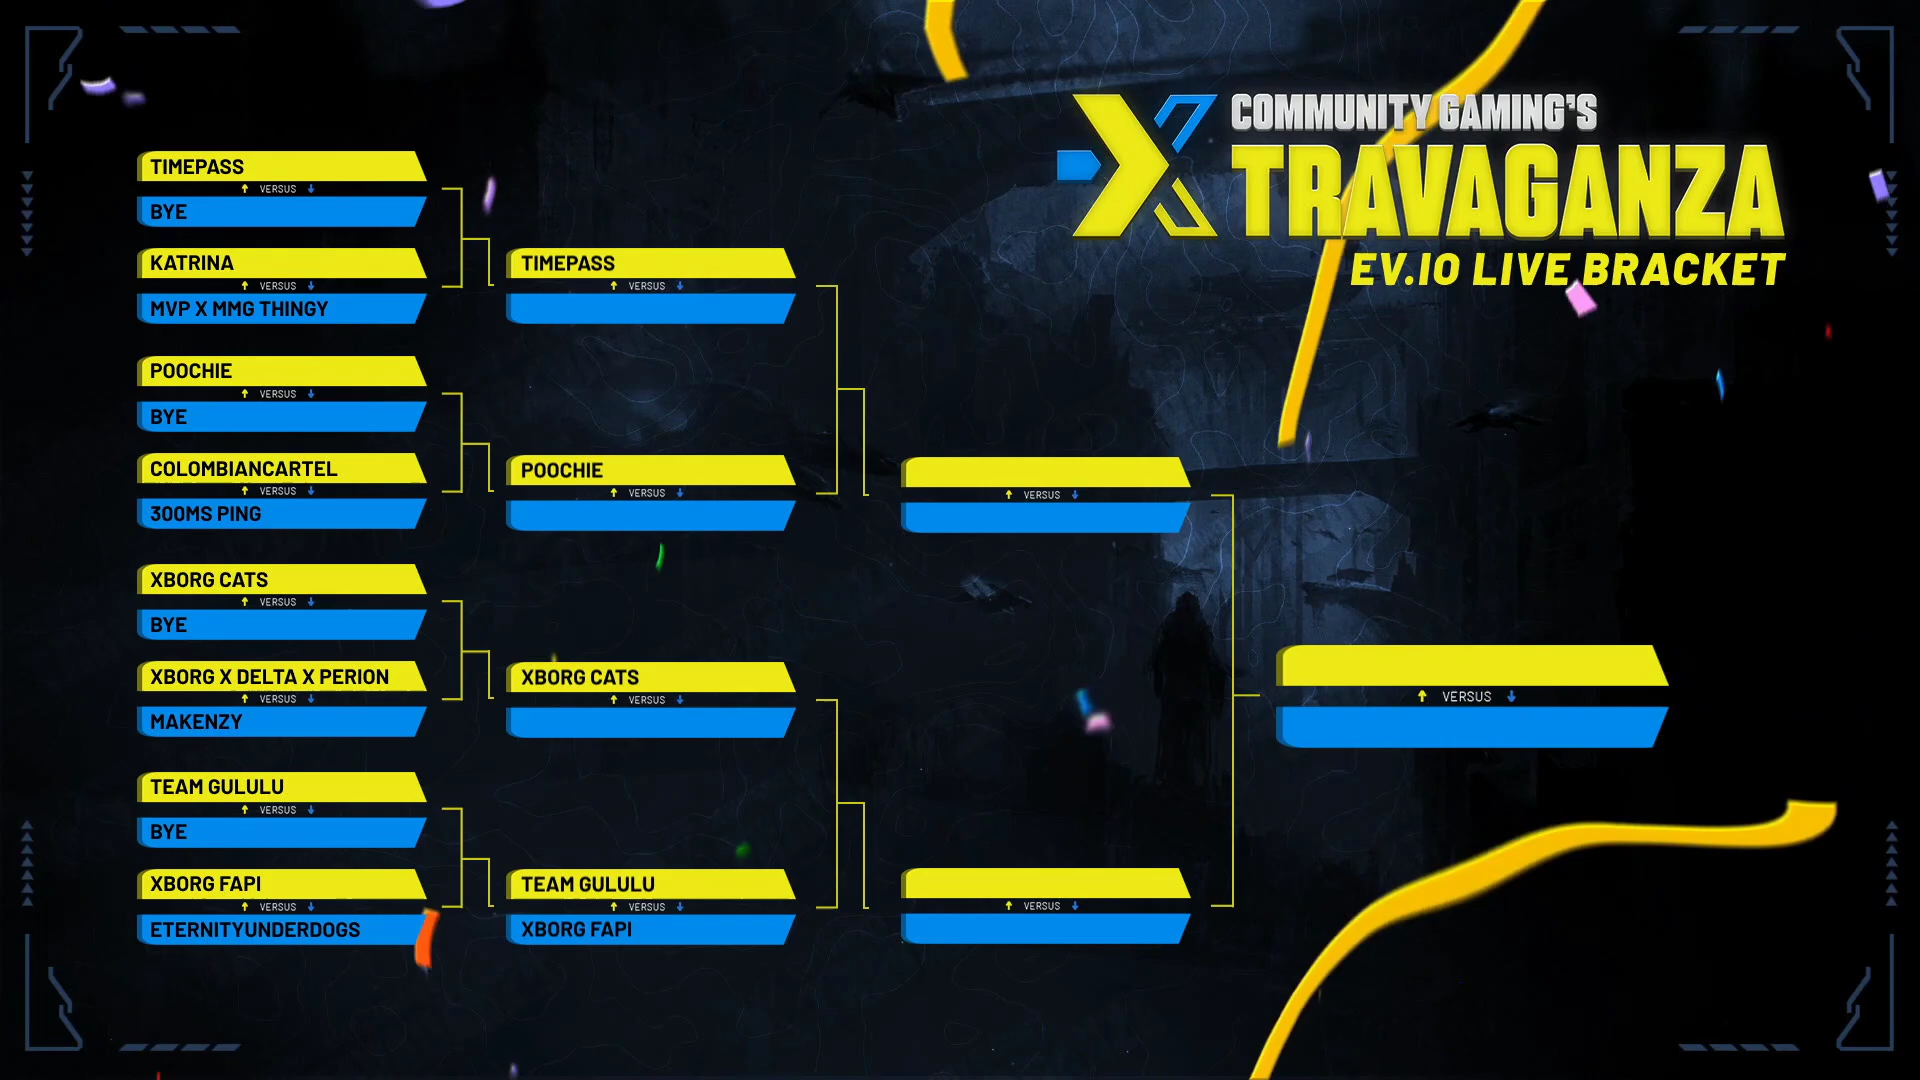 COMMUNITY GAMING'S
XTRAVAGANZA
EV.IO LIVE BRACKET
TIMEPASS
VERSUS
BYE
KATRINA
VERSUS
MVP X MMG THINGY
POOCHIE
VERSUS
BYE
COLOMBIANCARTEL
VERSUS
300MS PING
XBORG CATS
VERSUS
BYE
XBORG X DELTA X PERION
VERSUS
MAKENZY
TEAM GULULU
VERSUS
BYE
XBORG FAPI
VERSUS
ETERNITYUNDERDOGS
TIMEPASS
VERSUS
POOCHIE
VERSUS
XBORG CATS
VERSUS
TEAM GULULU
VERSUS
XBORG FAPI
VERSUS
VERSUS
VERSUS